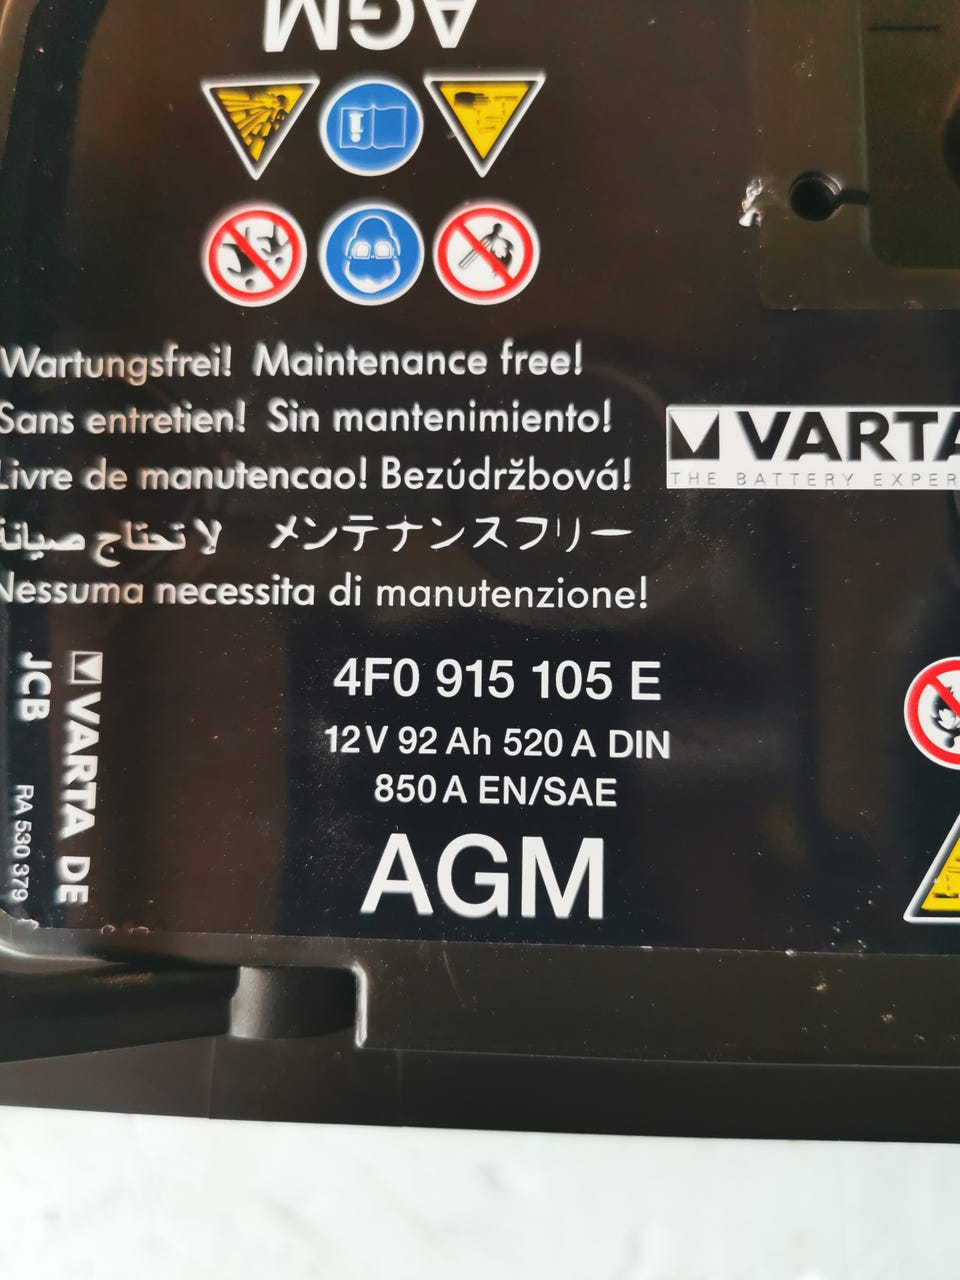 AGM
Wartungsfrei! Maintenance free!
Sans entretien! Sin mantenimiento!
Livre de manutencao! Bezúdržbová!
لا تحتاج صيانة メンテナンスフリー
Nessuma necessita di manutenzione!
VARTA
THE BATTERY EXPER
4F0 915 105 E
12V 92 Ah 520 A DIN
850 A EN/SAE
AGM
VARTA DE
JCB RA 530 379